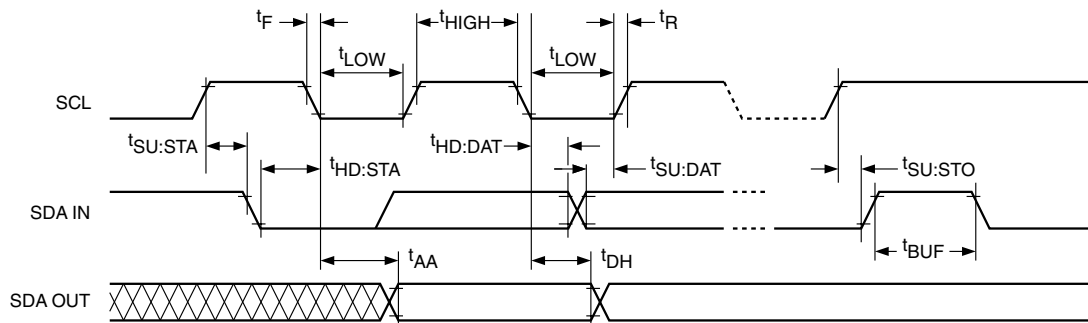 tF
tHIGH
tR
tLOW
tLOW
SCL
tSU:STA
tHD:STA
tHD:DAT
tSU:DAT
tSU:STO
SDA IN
tAA
tDH
tBUF
SDA OUT